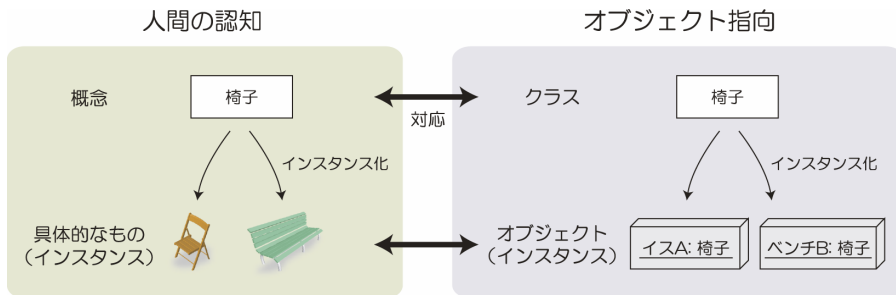 人間の認知
オブジェクト指向
概念
椅子
インスタンス化
具体的なもの
（インスタンス）
対応
クラス
椅子
インスタンス化
オブジェクト
（インスタンス）
イスA: 椅子
ベンチB: 椅子